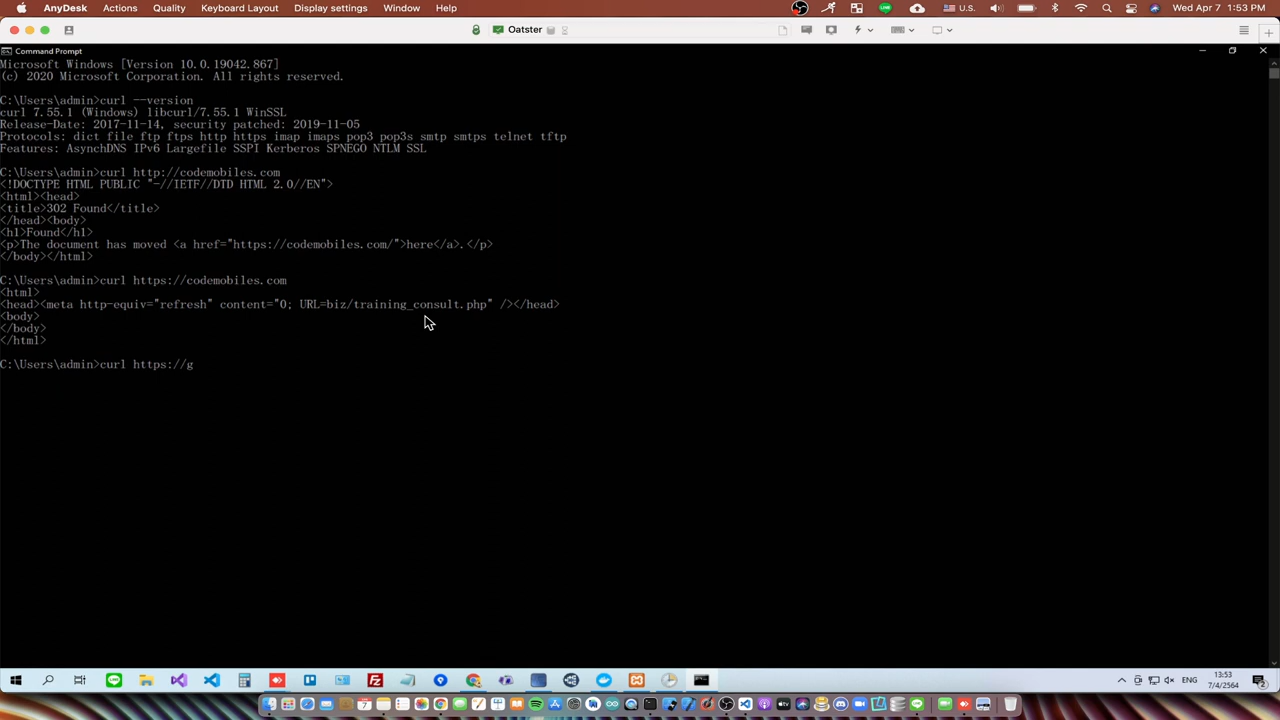 AnyDesk Actions Quality Keyboard Layout Display settings Window Help U.S. Wed Apr 7 1:53 PM
Oatster
Command Prompt
Microsoft Windows [Version 10.0.19042.867]
(c) 2020 Microsoft Corporation. All rights reserved.
C:\Users\admin>curl --version
curl 7.55.1 (Windows) libcurl/7.55.1 WinSSL
Release-Date: 2017-11-14, security patched: 2019-11-05
Protocols: dict file ftp ftps http https imap imaps pop3 pop3s smtp smtps telnet tftp
Features: AsynchDNS IPv6 Largefile SSPI Kerberos SPNEGO NTLM SSL
C:\Users\admin>curl http://codemobiles.com
<!DOCTYPE HTML PUBLIC "-//IETF//DTD HTML 2.0//EN">
<html><head>
<title>302 Found</title>
</head><body>
<h1>Found</h1>
<p>The document has moved <a href="https://codemobiles.com/">here</a>.</p>
</body></html>
C:\Users\admin>curl https://codemobiles.com
<html>
<head><meta http-equiv="refresh" content="0; URL=biz/training_consult.php" /></head>
<body>
</body>
</html>
C:\Users\admin>curl https://g
ENG
13:53
7/4/2564